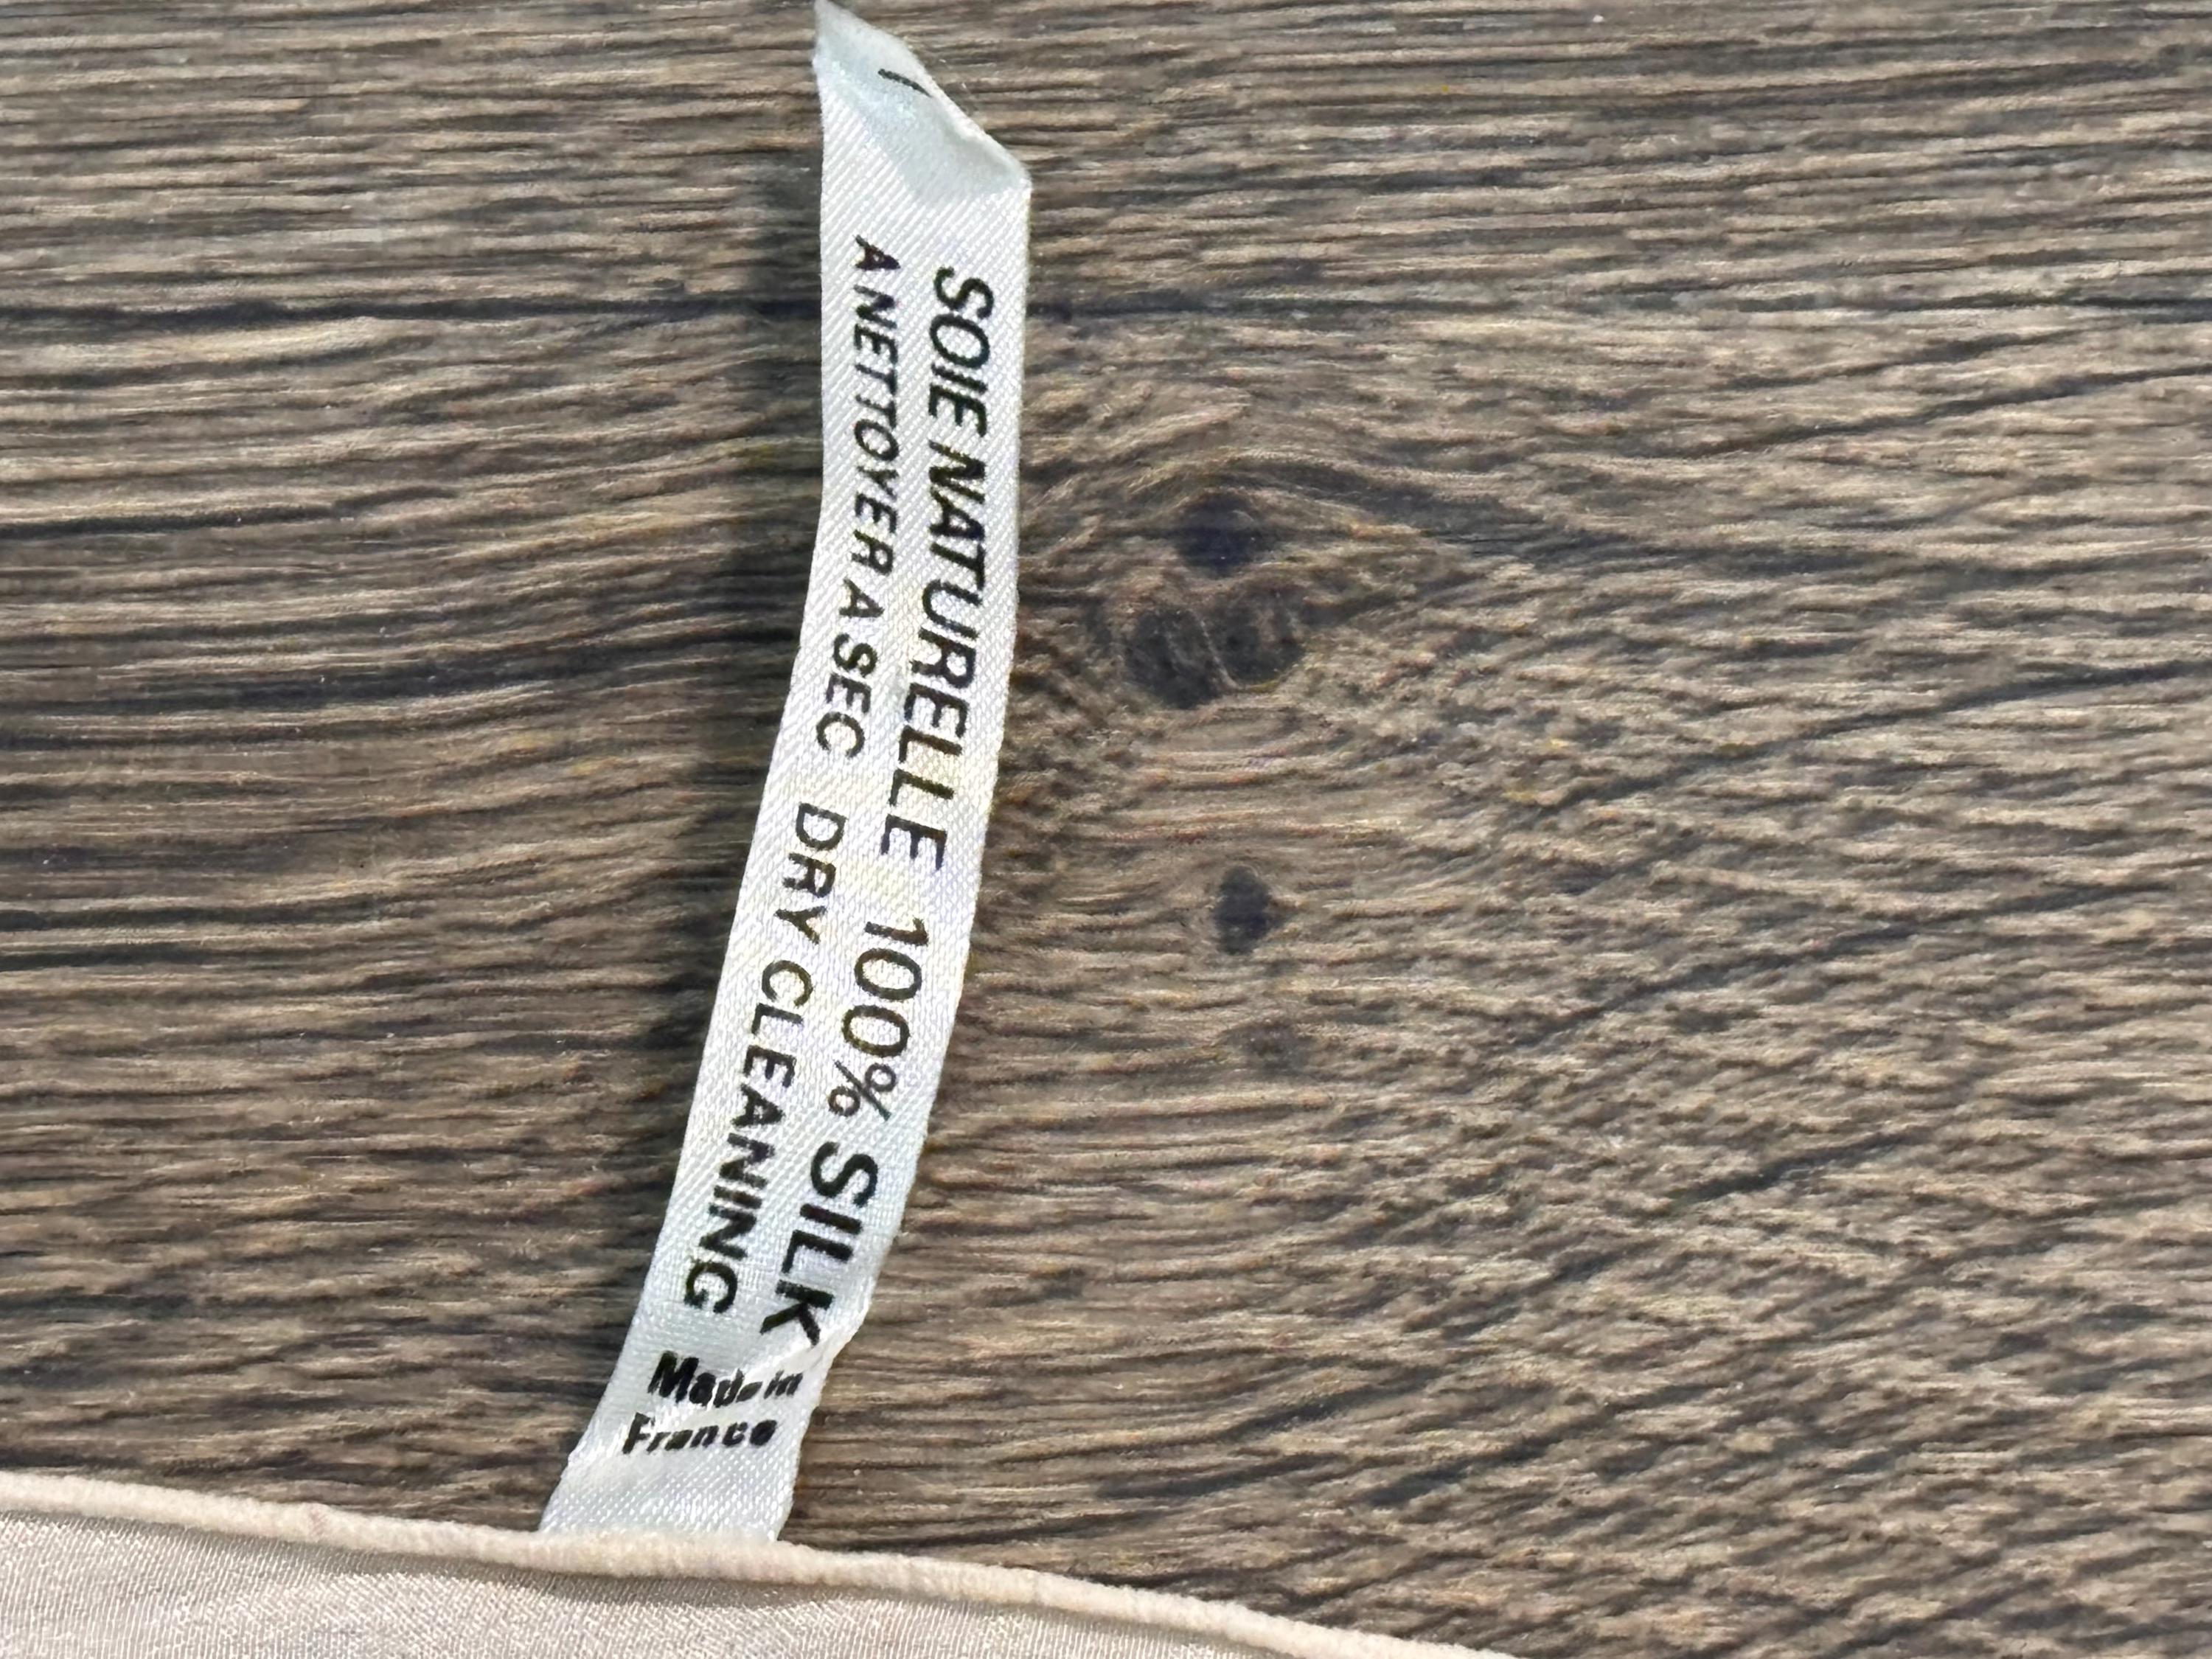 SOIE NATURELLE 100% SILK
A NETTOYER A SEC DRY CLEANING
Made in
France